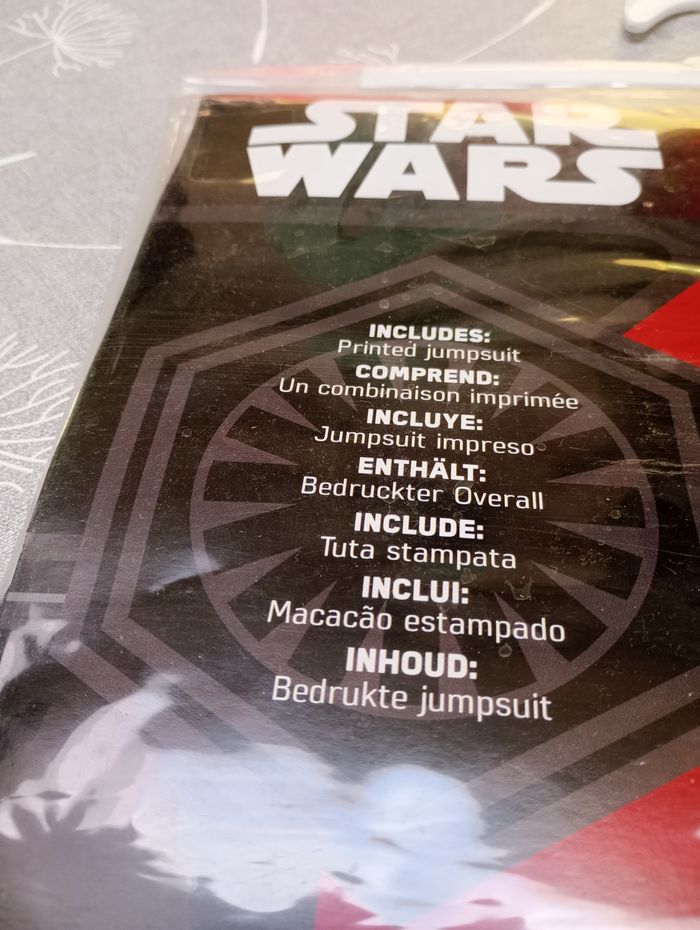 STAR
WARS
INCLUDES:
Printed jumpsuit
COMPREND:
Un combinaison imprimée
INCLUYE:
Jumpsuit impreso
ENTHÄLT:
Bedruckter Overall
INCLUDE:
Tuta stampata
INCLUI:
Macacão estampado
INHOUD:
Bedrukte jumpsuit